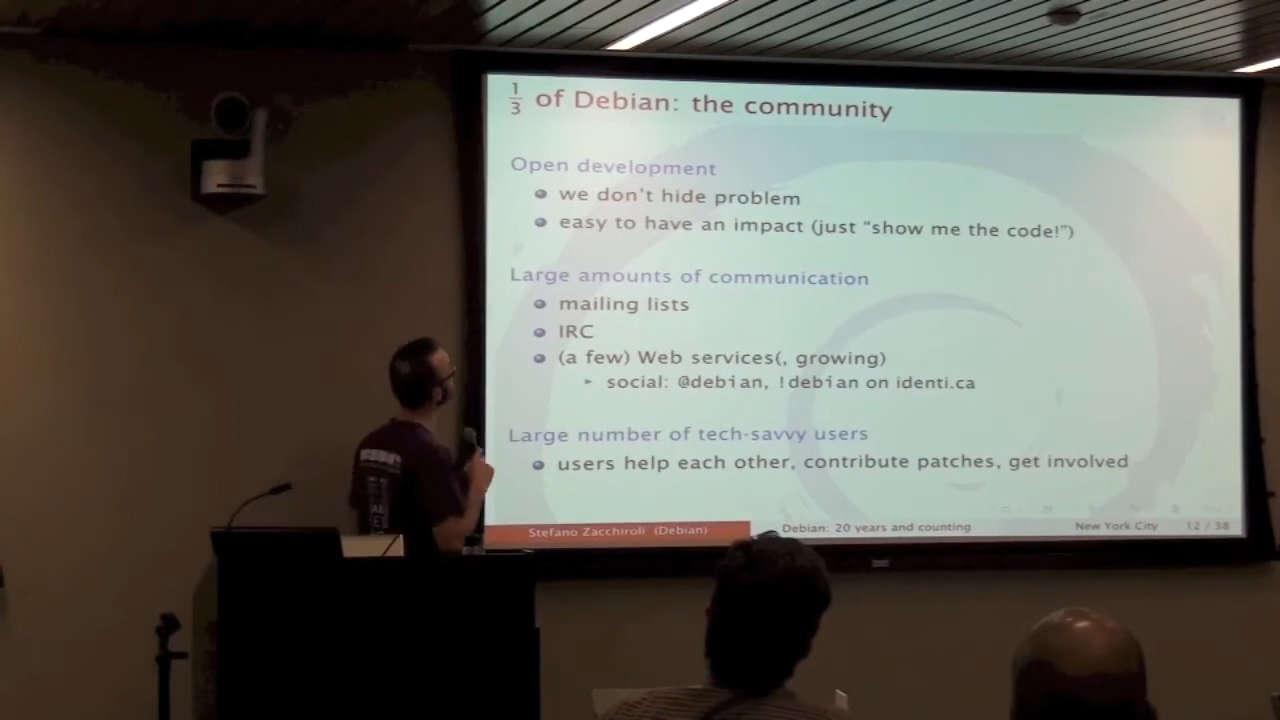 1/3 of Debian: the community
Open development
we don't hide problem
easy to have an impact (just "show me the code!")
Large amounts of communication
mailing lists
IRC
(a few) Web services(, growing)
social: @debian, !debian on identi.ca
Large number of tech-savvy users
users help each other, contribute patches, get involved
Stefano Zacchiroli (Debian) Debian: 20 years and counting New York City 12 / 38